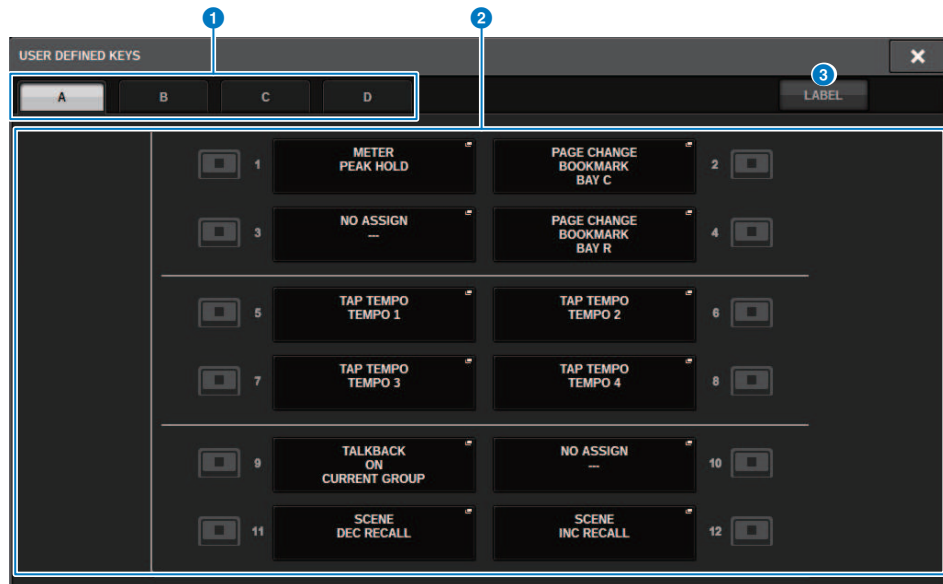 1
2
USER DEFINED KEYS
A
B
C
D
3
LABEL
1
METER
PEAK HOLD
PAGE CHANGE
BOOKMARK
BAY C
2
3
NO ASSIGN
---
PAGE CHANGE
BOOKMARK
BAY R
4
5
TAP TEMPO
TEMPO 1
TAP TEMPO
TEMPO 2
6
7
TAP TEMPO
TEMPO 3
TAP TEMPO
TEMPO 4
8
9
TALKBACK
ON
CURRENT GROUP
NO ASSIGN
---
10
11
SCENE
DEC RECALL
SCENE
INC RECALL
12